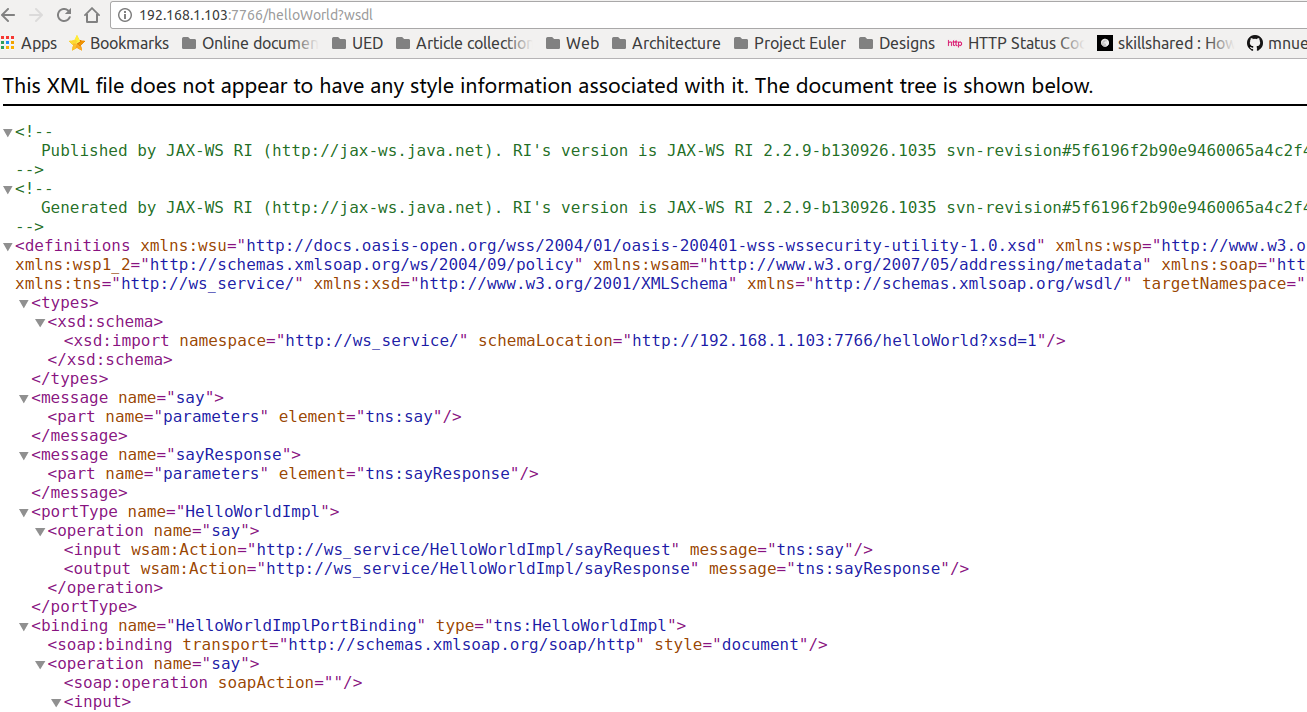 192.168.1.103:7766/helloWorld?wsdl
Apps Bookmarks Online documen UED Article collection Web Architecture Project Euler Designs http HTTP Status Co skillshared : How mnue
This XML file does not appear to have any style information associated with it. The document tree is shown below.
<!--
Published by JAX-WS RI (http://jax-ws.java.net). RI's version is JAX-WS RI 2.2.9-b130926.1035 svn-revision#5f6196f2b90e9460065a4c2f4
-->
<!--
Generated by JAX-WS RI (http://jax-ws.java.net). RI's version is JAX-WS RI 2.2.9-b130926.1035 svn-revision#5f6196f2b90e9460065a4c2f4
-->
<definitions xmlns:wsu="http://docs.oasis-open.org/wss/2004/01/oasis-200401-wss-wssecurity-utility-1.0.xsd" xmlns:wsp="http://www.w3.o
xmlns:wsp1_2="http://schemas.xmlsoap.org/ws/2004/09/policy" xmlns:wsam="http://www.w3.org/2007/05/addressing/metadata" xmlns:soap="htt
xmlns:tns="http://ws_service/" xmlns:xsd="http://www.w3.org/2001/XMLSchema" xmlns="http://schemas.xmlsoap.org/wsdl/" targetNamespace="
<types>
<xsd:schema>
<xsd:import namespace="http://ws_service/" schemaLocation="http://192.168.1.103:7766/helloWorld?xsd=1"/>
</xsd:schema>
</types>
<message name="say">
<part name="parameters" element="tns:say"/>
</message>
<message name="sayResponse">
<part name="parameters" element="tns:sayResponse"/>
</message>
<portType name="HelloWorldImpl">
<operation name="say">
<input wsam:Action="http://ws_service/HelloWorldImpl/sayRequest" message="tns:say"/>
<output wsam:Action="http://ws_service/HelloWorldImpl/sayResponse" message="tns:sayResponse"/>
</operation>
</portType>
<binding name="HelloWorldImplPortBinding" type="tns:HelloWorldImpl">
<soap:binding transport="http://schemas.xmlsoap.org/soap/http" style="document"/>
<operation name="say">
<soap:operation soapAction=""/>
<input>